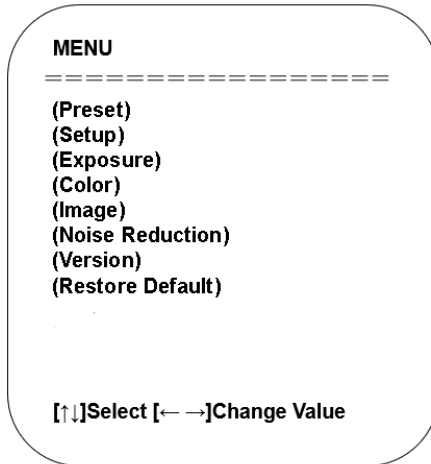 MENU
==================
(Preset)
(Setup)
(Exposure)
(Color)
(Image)
(Noise Reduction)
(Version)
(Restore Default)
[↑↓]Select [← →]Change Value